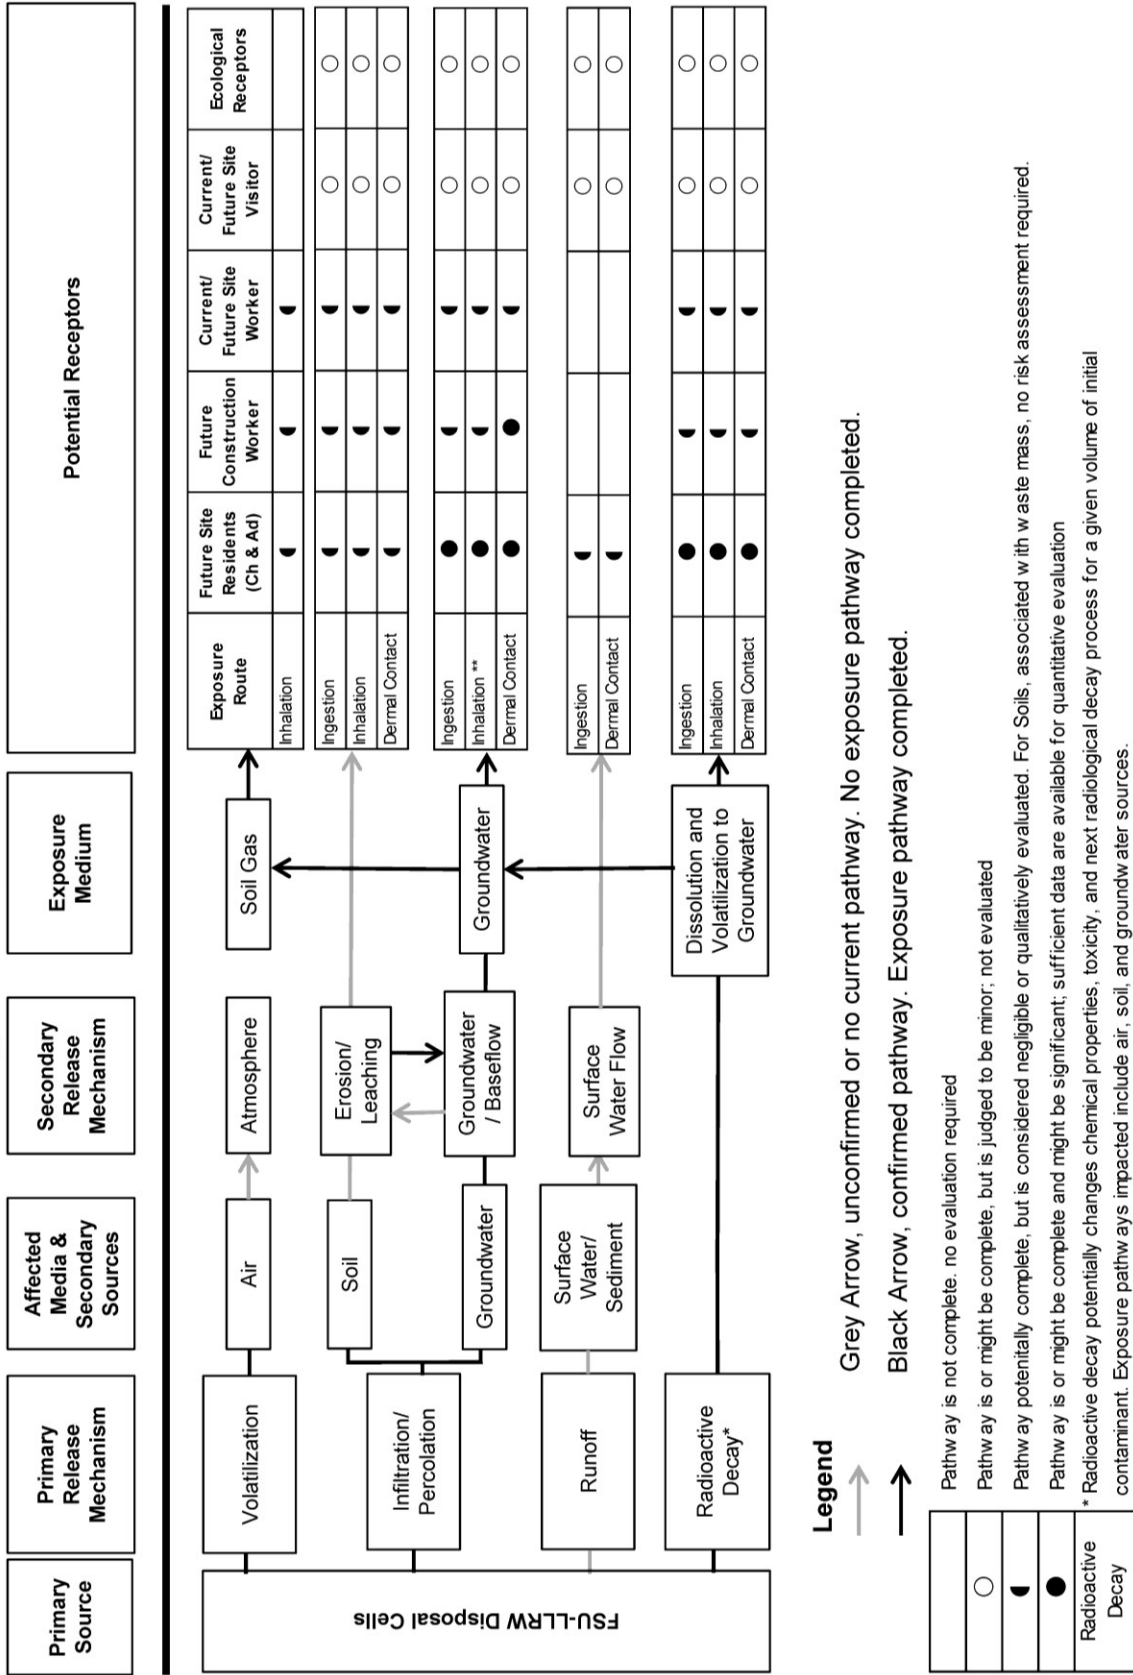 Primary
Source
Primary
Release
Mechanism
Affected
Media &
Secondary
Sources
Secondary
Release
Mechanism
Exposure
Medium
Potential Receptors
FSU-LLRW Disposal Cells
Volatilization
Infiltration/
Percolation
Runoff
Radioactive
Decay*
Air
Soil
Groundwater
Surface
Water/
Sediment
Atmosphere
Erosion/
Leaching
Groundwater
/ Baseflow
Surface
Water Flow
Soil Gas
Groundwater
Dissolution and
Volatilization to
Groundwater
Exposure
Route
Future Site
Residents
(Ch & Ad)
Future
Construction
Worker
Current/
Future Site
Worker
Current/
Future Site
Visitor
Ecological
Receptors
Inhalation
Ingestion
Inhalation
Dermal Contact
Ingestion
Inhalation **
Dermal Contact
Ingestion
Dermal Contact
Ingestion
Inhalation
Dermal Contact
Legend
Grey Arrow, unconfirmed or no current pathway. No exposure pathway completed.
Black Arrow, confirmed pathway. Exposure pathway completed.
Pathway is not complete. no evaluation required
Pathway is or might be complete, but is judged to be minor; not evaluated
Pathway potenitally complete, but is considered negligible or qualitatively evaluated. For Soils, associated with waste mass, no risk assessment required.
Pathway is or might be complete and might be significant; sufficient data are available for quantitative evaluation
Radioactive
Decay
* Radioactive decay potentially changes chemical properties, toxicity, and next radiological decay process for a given volume of initial
contaminant. Exposure pathways impacted include air, soil, and groundwater sources.